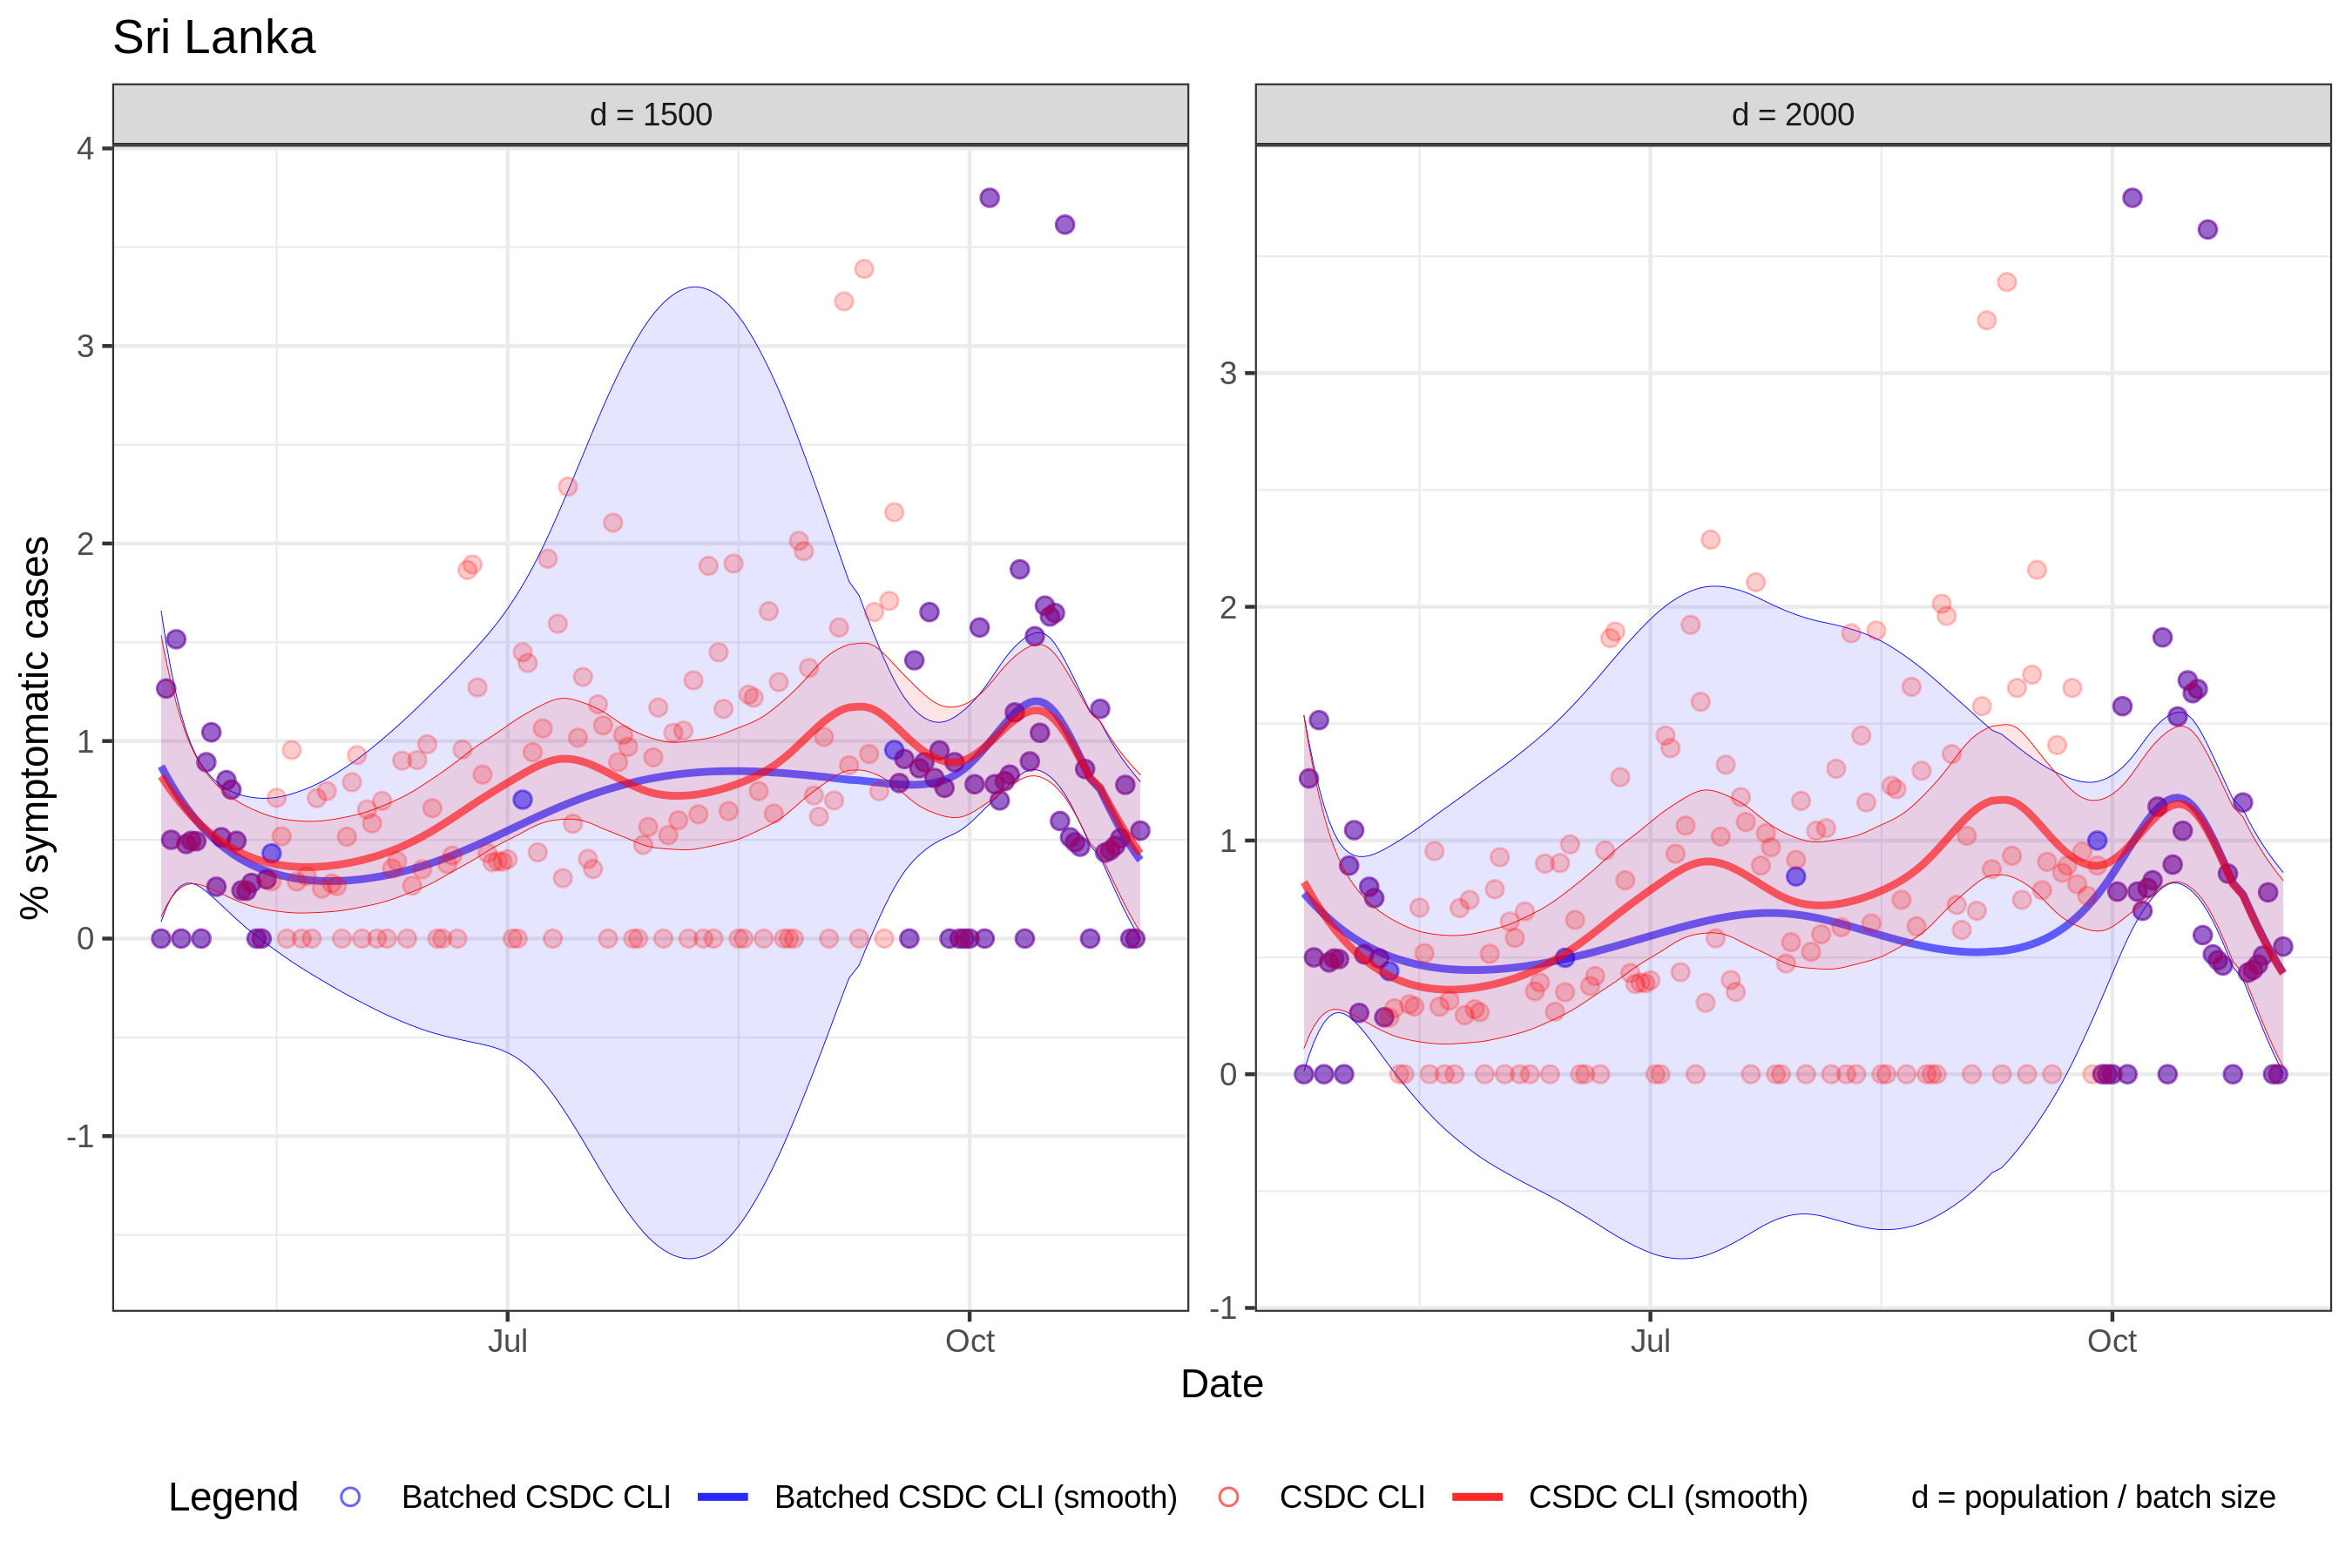 Sri Lanka
d = 1500
d = 2000
% symptomatic cases
4
3
2
1
0
-1
3
2
1
0
-1
Jul
Oct
Jul
Oct
Date
Legend
Batched CSDC CLI
Batched CSDC CLI (smooth)
CSDC CLI
CSDC CLI (smooth)
d = population / batch size